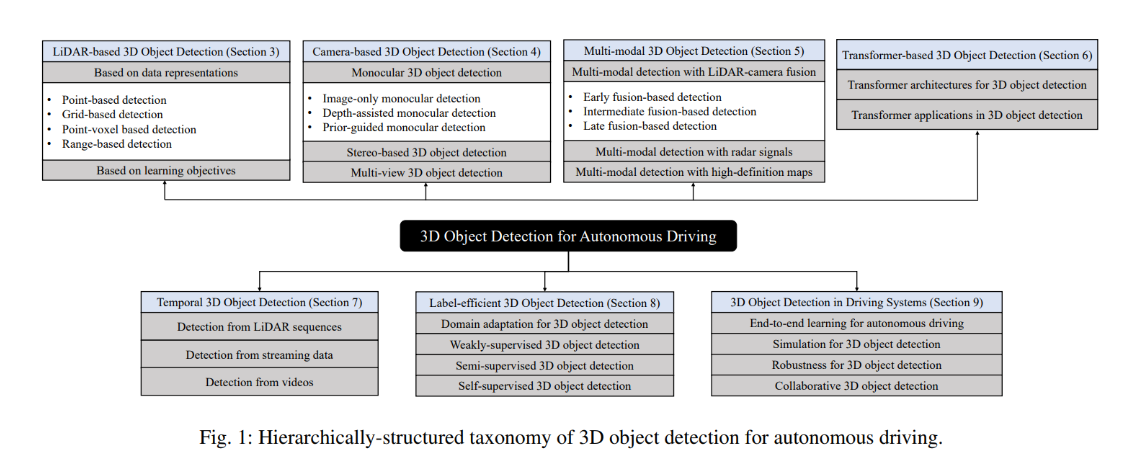 LiDAR-based 3D Object Detection (Section 3)
Based on data representations
• Point-based detection
• Grid-based detection
• Point-voxel based detection
• Range-based detection
Based on learning objectives
Camera-based 3D Object Detection (Section 4)
Monocular 3D object detection
• Image-only monocular detection
• Depth-assisted monocular detection
• Prior-guided monocular detection
Stereo-based 3D object detection
Multi-view 3D object detection
Multi-modal 3D Object Detection (Section 5)
Multi-modal detection with LiDAR-camera fusion
• Early fusion-based detection
• Intermediate fusion-based detection
• Late fusion-based detection
Multi-modal detection with radar signals
Multi-modal detection with high-definition maps
Transformer-based 3D Object Detection (Section 6)
Transformer architectures for 3D object detection
Transformer applications in 3D object detection
3D Object Detection for Autonomous Driving
Temporal 3D Object Detection (Section 7)
Detection from LiDAR sequences
Detection from streaming data
Detection from videos
Label-efficient 3D Object Detection (Section 8)
Domain adaptation for 3D object detection
Weakly-supervised 3D object detection
Semi-supervised 3D object detection
Self-supervised 3D object detection
3D Object Detection in Driving Systems (Section 9)
End-to-end learning for autonomous driving
Simulation for 3D object detection
Robustness for 3D object detection
Collaborative 3D object detection
Fig. 1: Hierarchically-structured taxonomy of 3D object detection for autonomous driving.